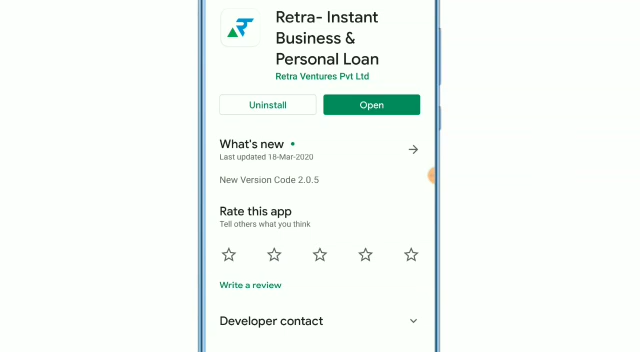 Retra- Instant
Business &
Personal Loan
Retra Ventures Pvt Ltd
Uninstall
Open
What's new
Last updated 18-Mar-2020
New Version Code 2.0.5
Rate this app
Tell others what you think
Write a review
Developer contact